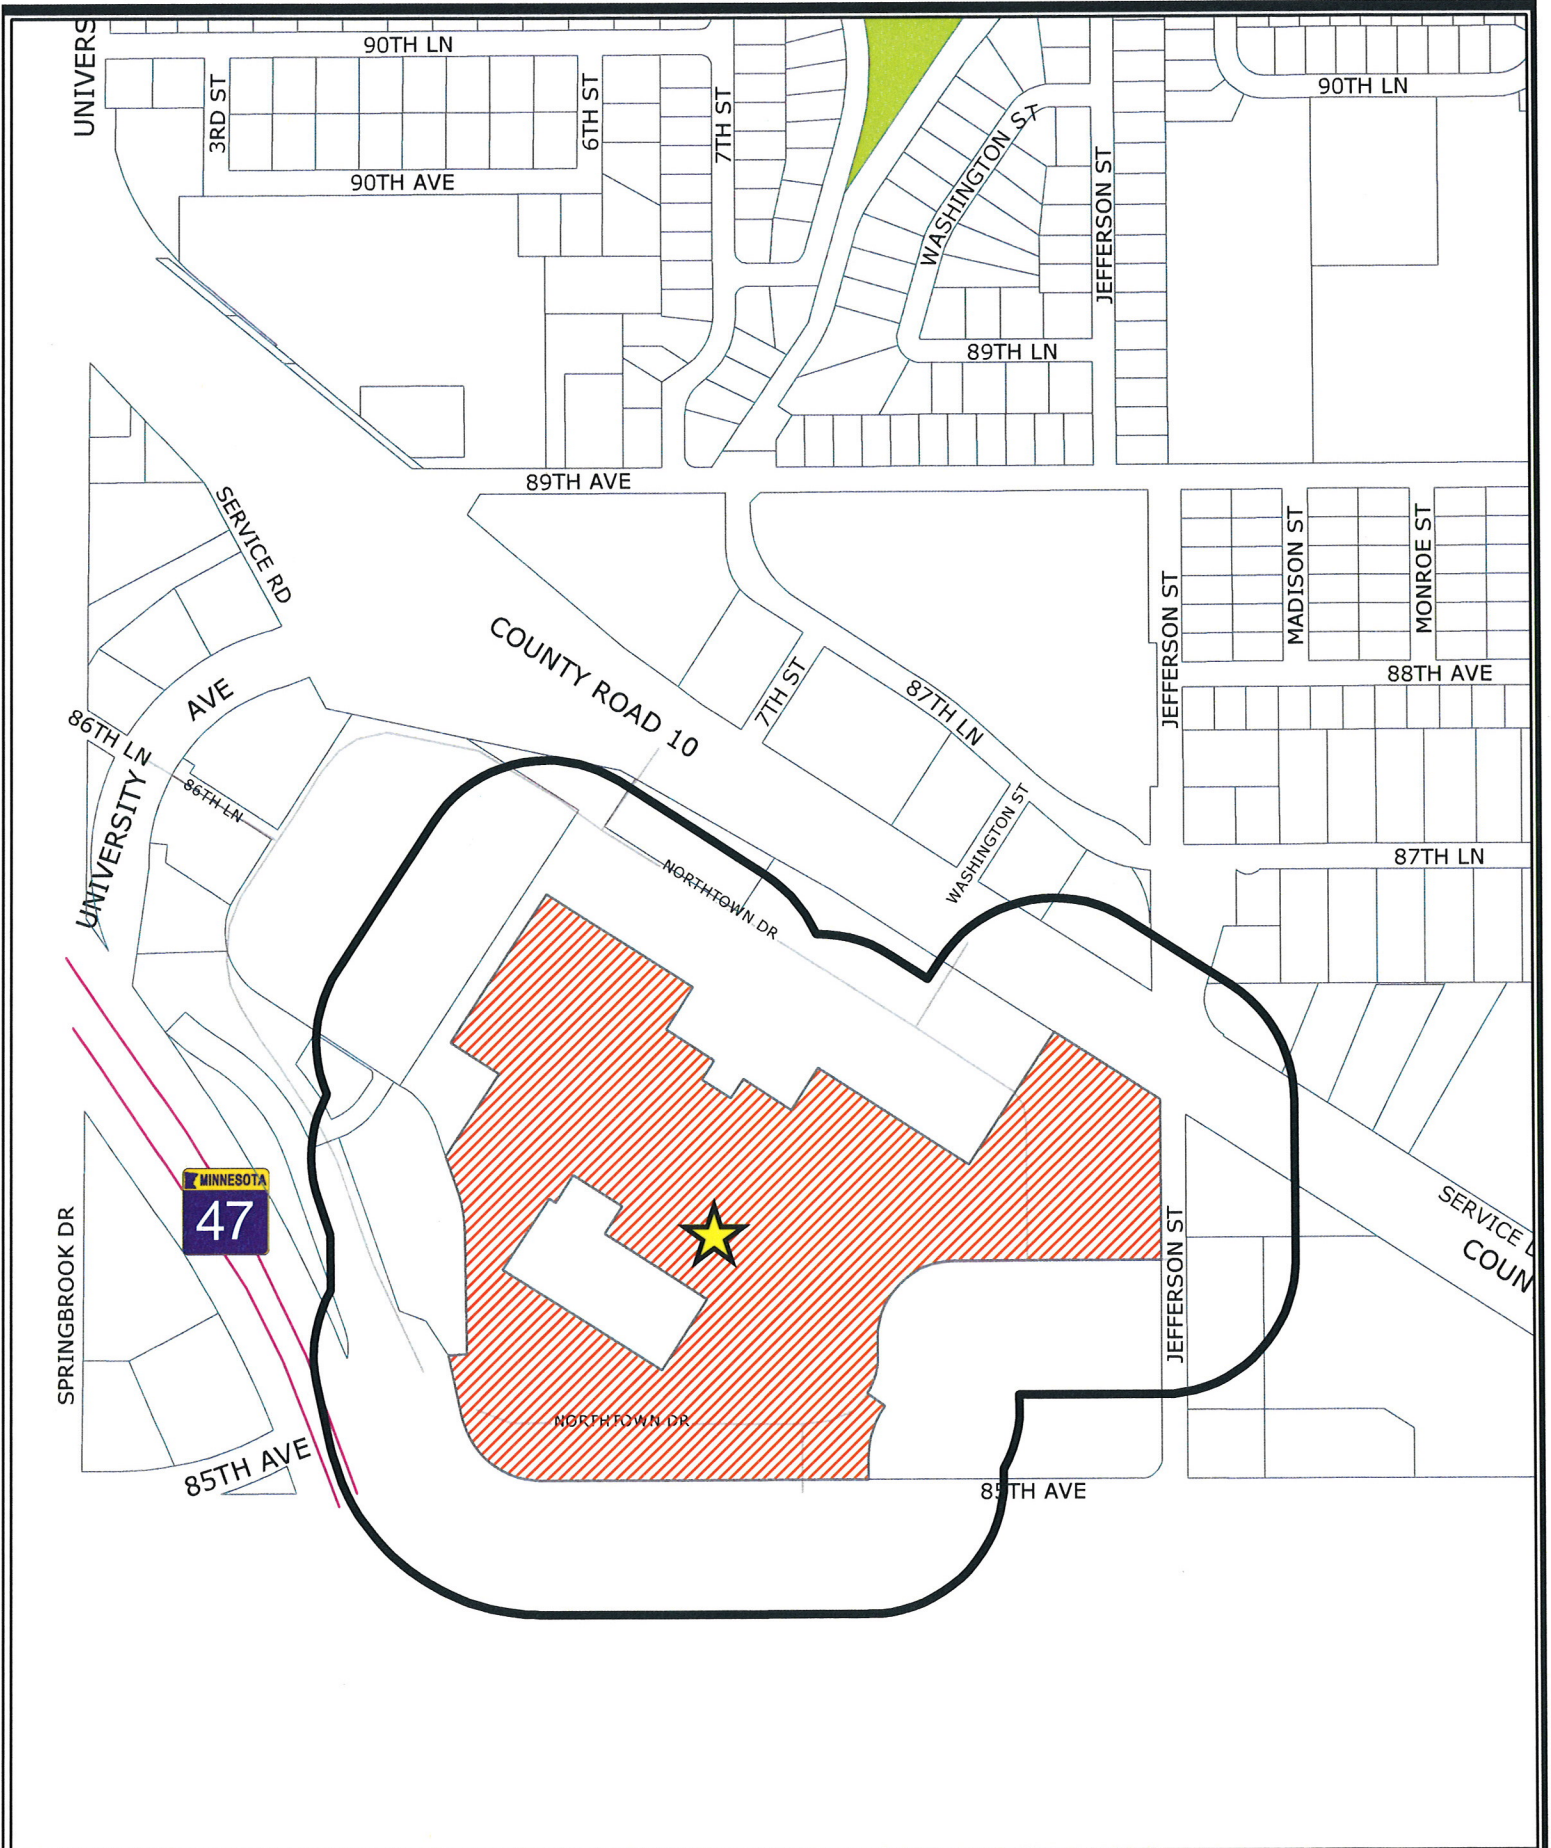 UNIVERS
90TH LN
3RD ST
6TH ST
7TH ST
90TH LN
WASHINGTON ST
JEFFERSON ST
90TH AVE
89TH LN
89TH AVE
SERVICE RD
MADISON ST
MONROE ST
JEFFERSON ST
COUNTY ROAD 10
7TH ST
87TH LN
88TH AVE
AVE
86TH LN
86TH LN
UNIVERSITY
WASHINGTON ST
87TH LN
NORTHTOWN DR
MINNESOTA
47
SPRINGBROOK DR
JEFFERSON ST
SERVICE D
COUN
NORTHTOWN DR
85TH AVE
85TH AVE